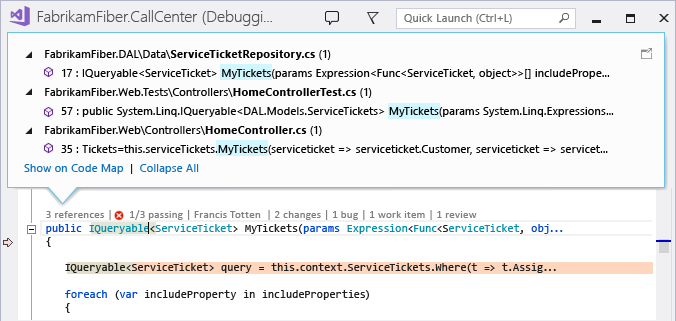 FabrikamFiber.CallCenter (Debuggi... Quick Launch (Ctrl+L)
FabrikamFiber.DAL\Data\ServiceTicketRepository.cs (1)
17 : IQueryable<ServiceTicket> MyTickets(params Expression<Func<ServiceTicket, object>>[] includePrope...
FabrikamFiber.Web.Tests\Controllers\HomeControllerTest.cs (1)
57 : public System.Linq.IQueryable<DAL.Models.ServiceTickets> MyTickets(params System.Linq.Expressions...
FabrikamFiber.Web\Controllers\HomeController.cs (1)
35 : Tickets=this.serviceTickets.MyTickets(serviceticket => serviceticket.Customer, serviceticket => servicet...
Show on Code Map | Collapse All
3 references | 1/3 passing | Francis Totten | 2 changes | 1 bug | 1 work item | 1 review
public IQueryable<ServiceTicket> MyTickets(params Expression<Func<ServiceTicket, obj...
{
IQueryable<ServiceTicket> query = this.context.ServiceTickets.Where(t => t.Assig...
foreach (var includeProperty in includeProperties)
{